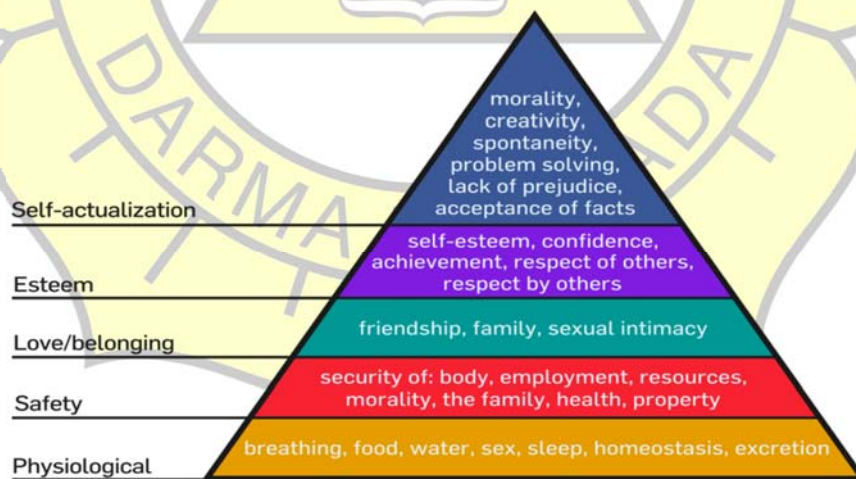 DARMA
ADA
morality,
creativity,
spontaneity,
problem solving,
lack of prejudice,
acceptance of facts
Self-actualization
self-esteem, confidence,
achievement, respect of others,
respect by others
Esteem
friendship, family, sexual intimacy
Love/belonging
security of: body, employment, resources,
morality, the family, health, property
Safety
breathing, food, water, sex, sleep, homeostasis, excretion
Physiological